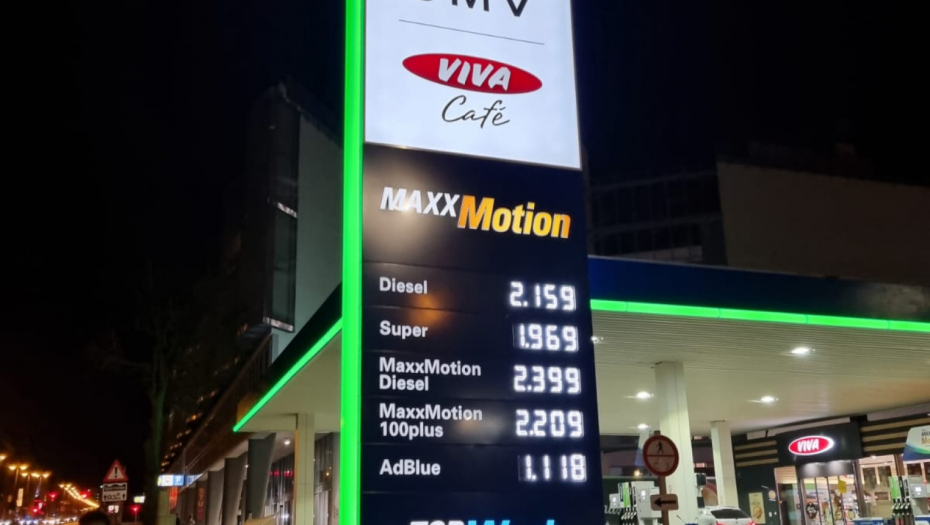 OMV
VIVA
Café
MAXXMotion
Diesel 2.159
Super 1.969
MaxxMotion
Diesel 2.399
MaxxMotion
100plus 2.209
AdBlue 1.118
VIVA